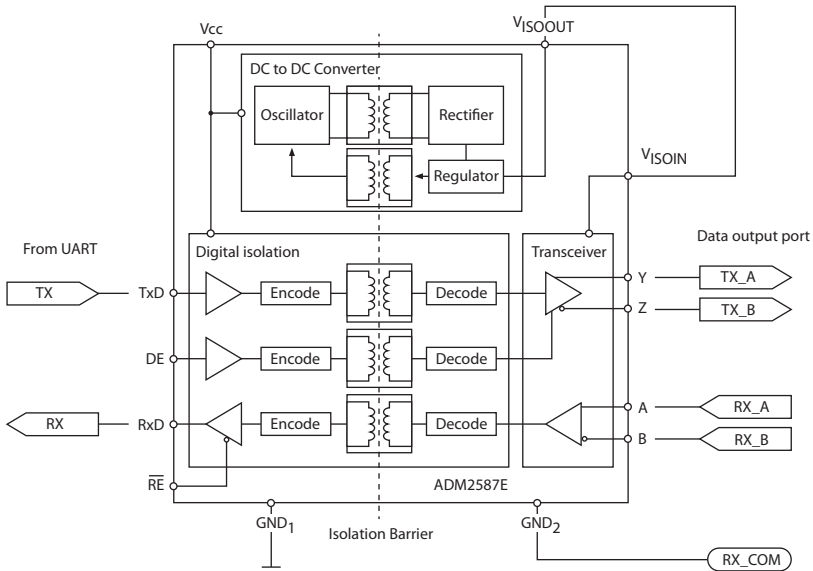 Vcc
VISOOUT
DC to DC Converter
Oscillator
Rectifier
Regulator
VISOIN
From UART
Digital isolation
Transceiver
Data output port
TX
TxD
Encode
Decode
Y
TX_A
Z
TX_B
DE
Encode
Decode
RX
RxD
Encode
Decode
A
RX_A
B
RX_B
RE
ADM2587E
GND1
Isolation Barrier
GND2
RX_COM